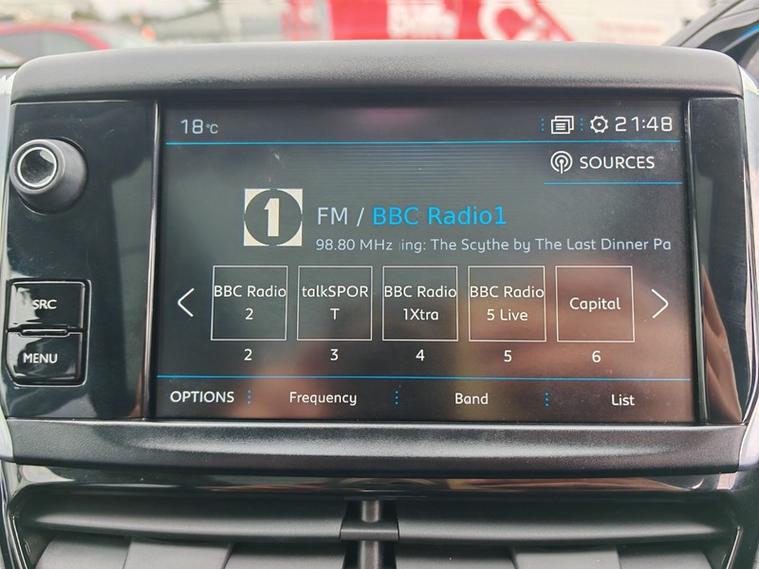 18°C 21:48
SOURCES
1
FM / BBC Radio1
98.80 MHz ing: The Scythe by The Last Dinner Pa
BBC Radio 2
talkSPORT
BBC Radio 1Xtra
BBC Radio 5 Live
Capital
2 3 4 5 6
OPTIONS Frequency Band List
SRC
MENU